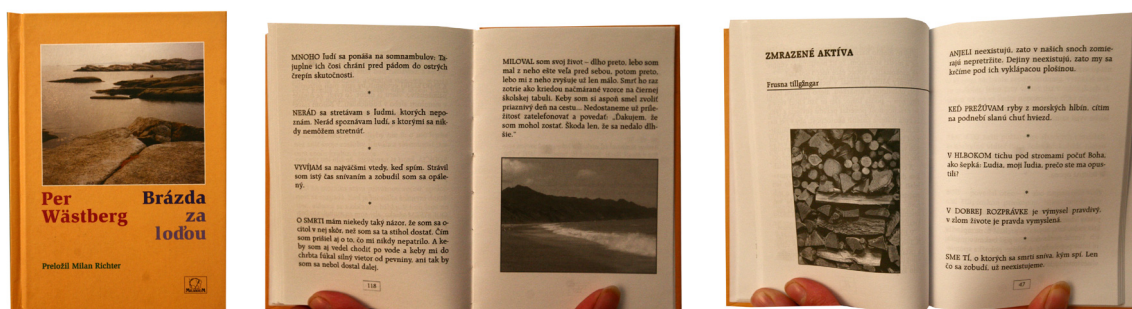 Per
Wästberg
Brázda
za
loďou
Preložil Milan Richter
MNOHO ľudí sa ponáša na somnambulov: Ta-
juplne ich čosi chráni pred pádom do ostrých
črepín skutočnosti.
*
NERÁD sa stretávam s ľuďmi, ktorých nepo-
znám. Nerád spoznávam ľudí, s ktorými sa nik-
dy nemôžem stretnúť.
*
VYVÍJAM sa najväčšmi vtedy, keď spím. Strávil
som istý čas snívaním a zobudil som sa opále-
ný.
*
O SMRTI mám niekedy taký názor, že som sa o-
citol v nej skôr, než som sa ta stihol dostať. Čím
som prišiel aj o to, čo mi nikdy nepatrilo. A ke-
by som aj vedel chodiť po vode a keby mi do
chrbta fúkal silný vietor od pevniny, ani tak by
som sa nebol dostal ďalej.
118
MILOVAL som svoj život – dlho preto, lebo som
mal z neho ešte veľa pred sebou, potom preto,
lebo mi z neho zvyšuje už len málo. Smrť ho raz
zotrie ako kriedou načmárané vzorce na čiernej
školskej tabuli. Keby som si aspoň smel zvoliť
priaznivý deň na cestu... Nedostaneme už príle-
žitosť zatelefonovať a povedať: „Ďakujem, že
som mohol zostať. Škoda len, že sa nedalo dlh-
šie."
ZMRAZENÉ AKTÍVA
Frusna tillgångar
ANJELI neexistujú, zato v našich snoch zomie-
rajú nepretržite. Dejiny neexistujú, zato my sa
krčíme pod ich vyklápacou plošinou.
*
KEĎ PREŽÚVAM ryby z morských hĺbin, cítim
na podnebí slanú chuť hviezd.
*
V HLBOKOM tichu pod stromami počuť Boha,
ako šepká: Ľudia, moji ľudia, prečo ste ma opus-
tili?
*
V DOBREJ ROZPRÁVKE je výmysel pravdivý,
v zlom živote je pravda vymyslená.
*
SME TÍ, o ktorých sa smrti sníva, kým spí. Len
čo sa zobudí, už neexistujeme.
47